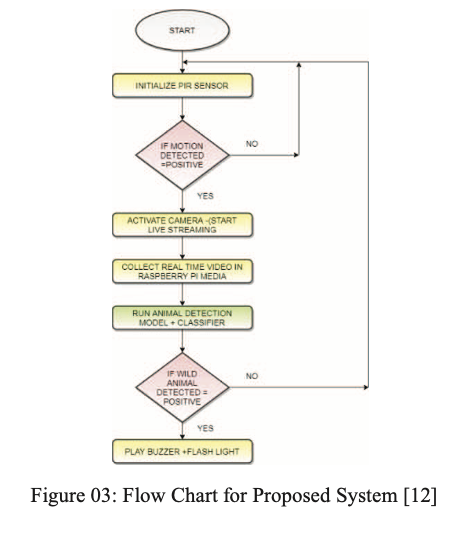 START
INITIALIZE PIR SENSOR
IF MOTION
DETECTED
=POSITIVE
NO
YES
ACTIVATE CAMERA -(START
LIVE STREAMING
COLLECT REAL TIME VIDEO IN
RASPBERRY PI MEDIA
RUN ANIMAL DETECTION
MODEL + CLASSIFIER
IF WILD
ANIMAL
DETECTED =
POSITIVE
NO
YES
PLAY BUZZER +FLASH LIGHT
Figure 03: Flow Chart for Proposed System [12]